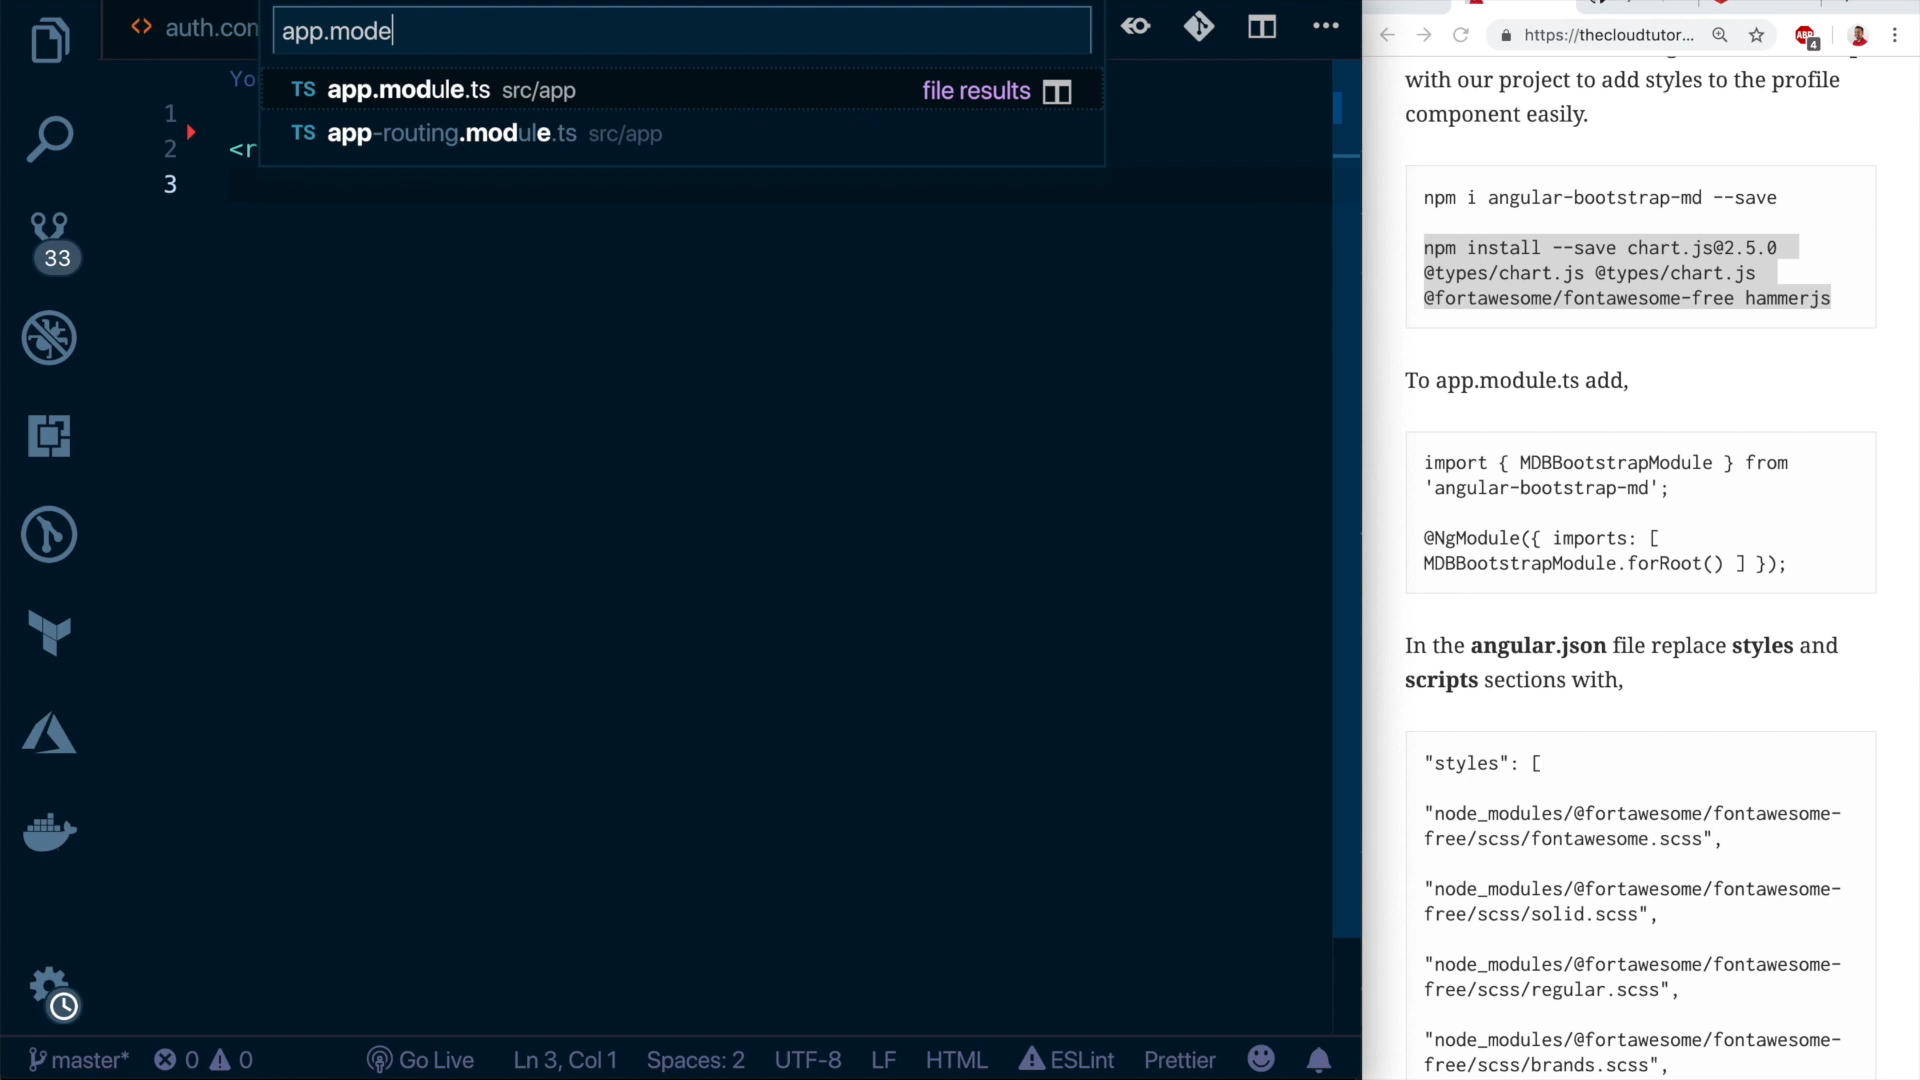 auth.con
app.mode
Yo
TS app.module.ts src/app file results
TS app-routing.module.ts src/app
1
2 <r
3
33
master* 0 0 Go Live Ln 3, Col 1 Spaces: 2 UTF-8 LF HTML ESLint Prettier
https://thecloudtutor...
ABP
4
with our project to add styles to the profile
component easily.
npm i angular-bootstrap-md --save
npm install --save chart.js@2.5.0
@types/chart.js @types/chart.js
@fortawesome/fontawesome-free hammerjs
To app.module.ts add,
import { MDBBootstrapModule } from
'angular-bootstrap-md';
@NgModule({ imports: [
MDBBootstrapModule.forRoot() ] });
In the angular.json file replace styles and
scripts sections with,
"styles": [
"node_modules/@fortawesome/fontawesome-
free/scss/fontawesome.scss",
"node_modules/@fortawesome/fontawesome-
free/scss/solid.scss",
"node_modules/@fortawesome/fontawesome-
free/scss/regular.scss",
"node_modules/@fortawesome/fontawesome-
free/scss/brands.scss",